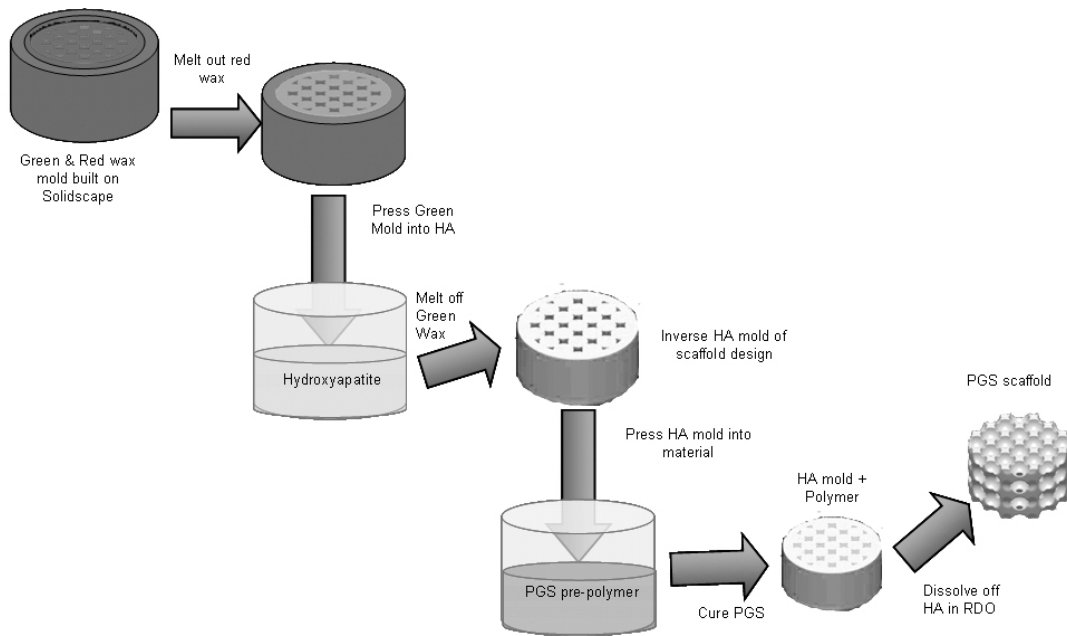 Melt out red
wax
Green & Red wax
mold built on
Solidscape
Press Green
Mold into HA
Melt off
Green
Wax
Hydroxyapatite
Inverse HA mold of
scaffold design
Press HA mold into
material
PGS scaffold
HA mold +
Polymer
PGS pre-polymer
Cure PGS
Dissolve off
HA in RDO